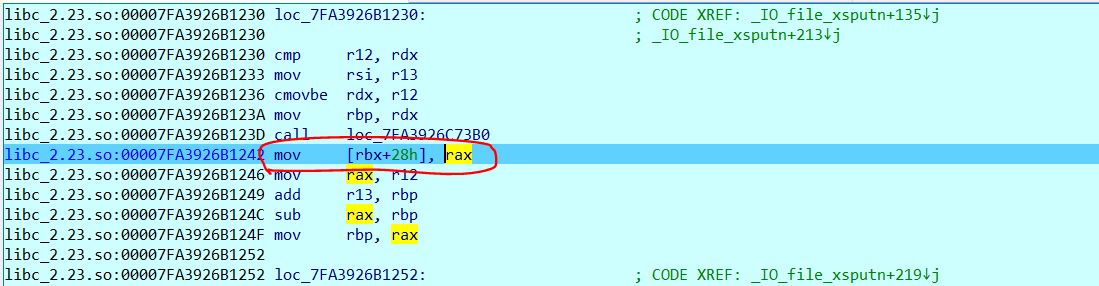 libc_2.23.so:00007FA3926B1230 loc_7FA3926B1230: ; CODE XREF: _IO_file_xsputn+135↓j
libc_2.23.so:00007FA3926B1230 ; _IO_file_xsputn+213↓j
libc_2.23.so:00007FA3926B1230 cmp r12, rdx
libc_2.23.so:00007FA3926B1233 mov rsi, r13
libc_2.23.so:00007FA3926B1236 cmovbe rdx, r12
libc_2.23.so:00007FA3926B123A mov rbp, rdx
libc_2.23.so:00007FA3926B123D call loc_7FA3926C73B0
libc_2.23.so:00007FA3926B1242 mov [rbx+28h], rax
libc_2.23.so:00007FA3926B1246 mov rax, r12
libc_2.23.so:00007FA3926B1249 add r13, rbp
libc_2.23.so:00007FA3926B124C sub rax, rbp
libc_2.23.so:00007FA3926B124F mov rbp, rax
libc_2.23.so:00007FA3926B1252
libc_2.23.so:00007FA3926B1252 loc_7FA3926B1252: ; CODE XREF: _IO_file_xsputn+219↓j